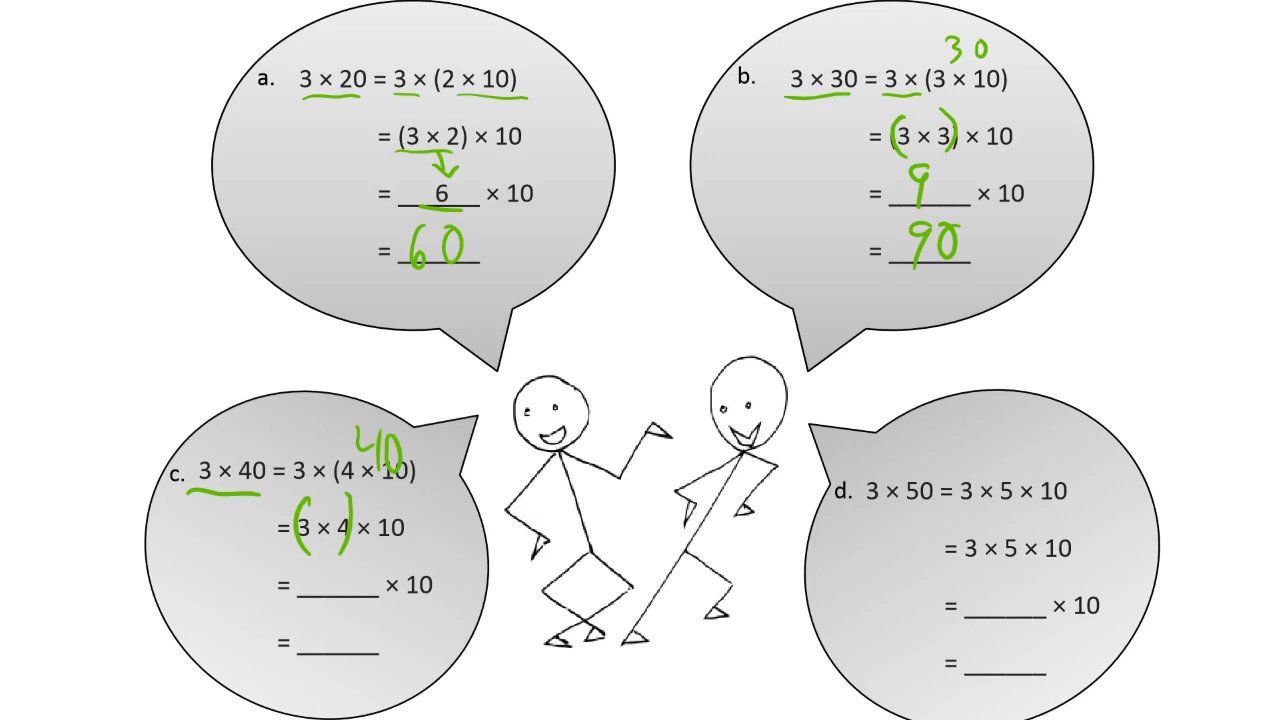 30
a. 3 × 20 = 3 × (2 × 10)
= (3 × 2) × 10
= __6__ × 10
= 60
b. 3 × 30 = 3 × (3 × 10)
= (3 × 3) × 10
= 9 × 10
= 90
40
c. 3 × 40 = 3 × (4 × 10)
= (3 × 4) × 10
= ______ × 10
= ______
d. 3 × 50 = 3 × 5 × 10
= 3 × 5 × 10
= ______ × 10
= ______